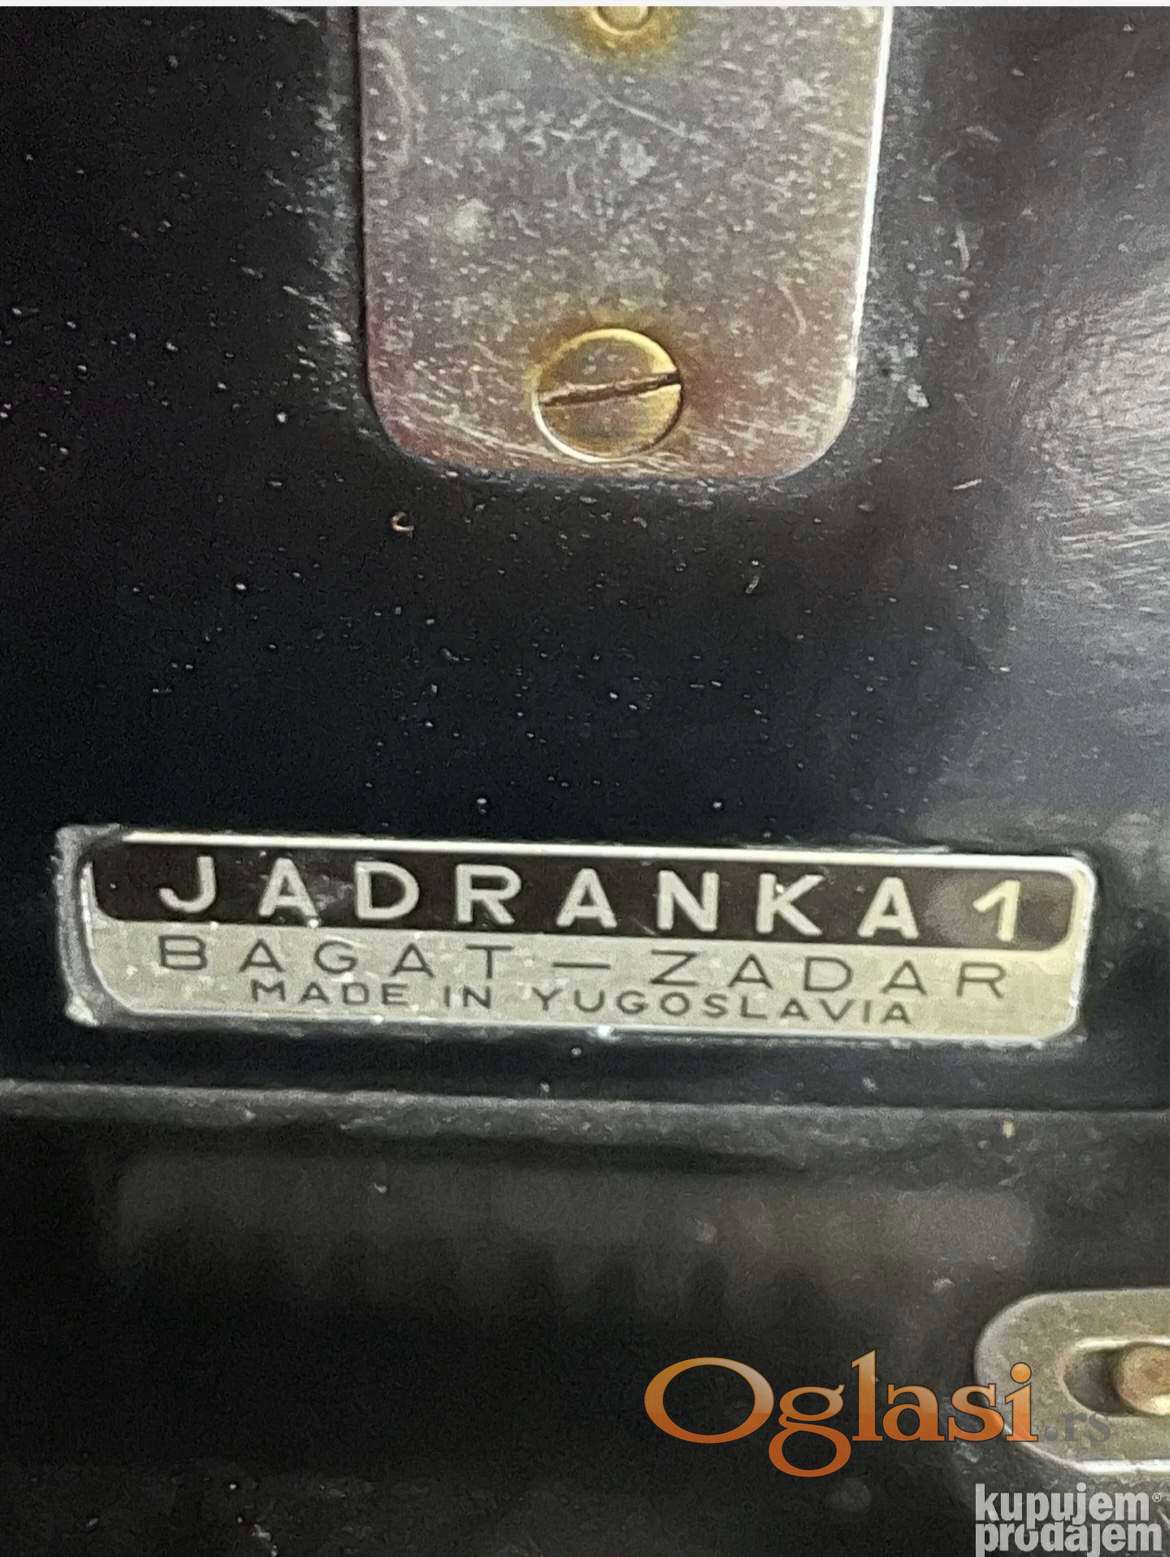 JADRANKA 1
BAGAT — ZADAR
MADE IN YUGOSLAVIA
Oglasi.rs
kupujem®
prodajem